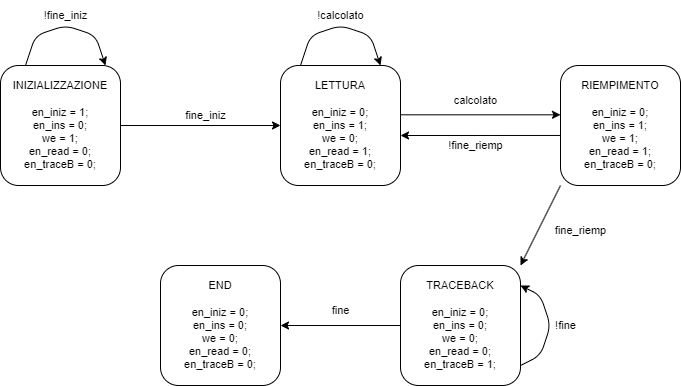 !fine_iniz
!calcolato
INIZIALIZZAZIONE
en_iniz = 1;
en_ins = 0;
we = 1;
en_read = 0;
en_traceB = 0;
fine_iniz
LETTURA
en_iniz = 0;
en_ins = 1;
we = 0;
en_read = 1;
en_traceB = 0;
calcolato
!fine_riemp
RIEMPIMENTO
en_iniz = 0;
en_ins = 1;
we = 1;
en_read = 1;
en_traceB = 0;
fine_riemp
END
en_iniz = 0;
en_ins = 0;
we = 0;
en_read = 0;
en_traceB = 0;
fine
TRACEBACK
en_iniz = 0;
en_ins = 0;
we = 0;
en_read = 0;
en_traceB = 1;
!fine